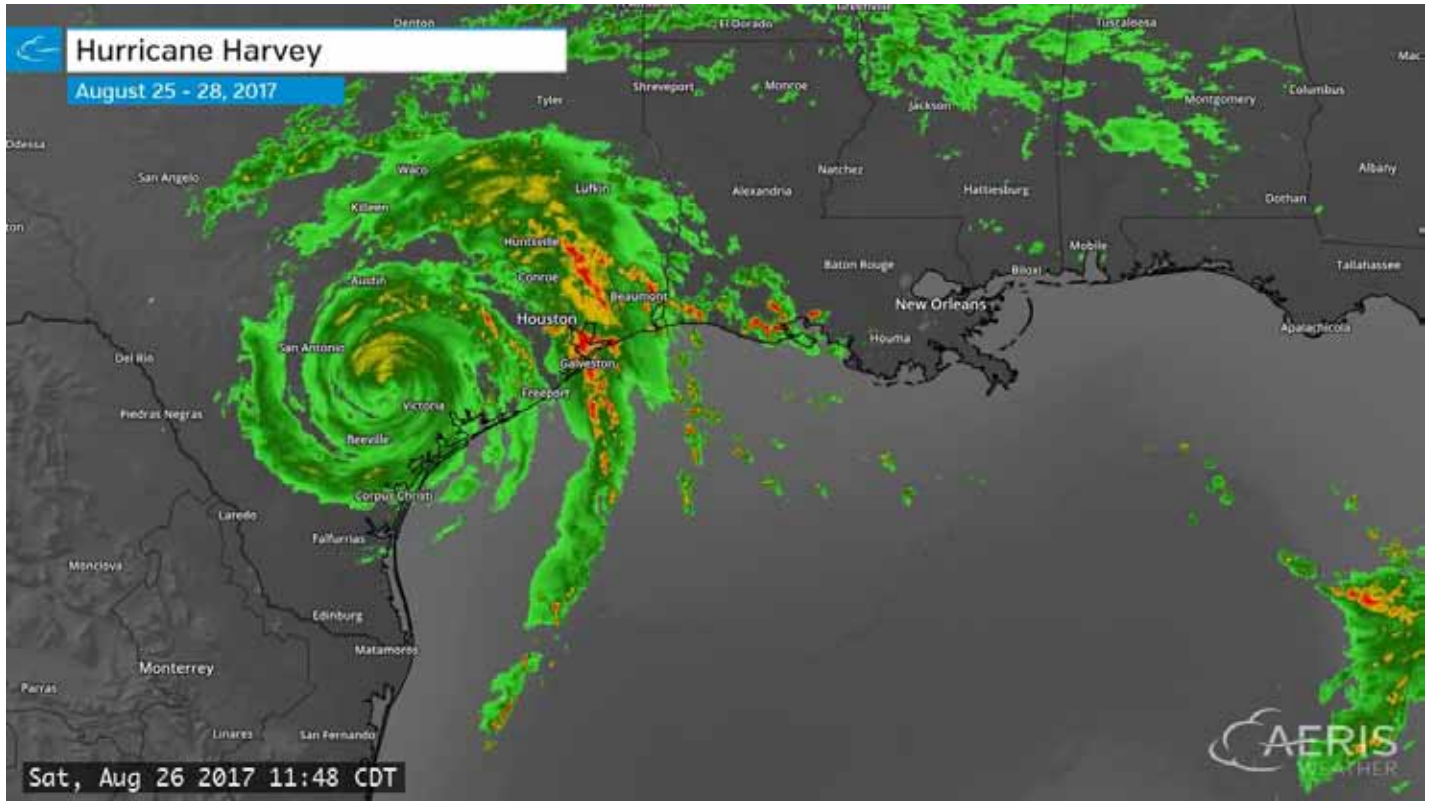 Denton
El Dorado
Greenville
Tuscaloosa
Hurricane Harvey
August 25 - 28, 2017
Mac
Tyler
Shreveport
Monroe
Jackson
Montgomery
Columbus
Odessa
San Angelo
Waco
Lufkin
Alexandria
Natchez
Hattiesburg
Albany
Killeen
Dothan
ton
Huntsville
Baton Rouge
Mobile
Biloxi
Tallahassee
Austin
Conroe
Beaumont
New Orleans
Houston
Houma
Apalachicola
San Antonio
Del Rio
Galveston
Freeport
Victoria
Piedras Negras
Beeville
Corpus Christi
Laredo
Falfurrias
Monclova
Edinburg
Matamoros
Monterrey
Parras
Linares
San Fernando
AERIS
WEATHER
Sat, Aug 26 2017 11:48 CDT